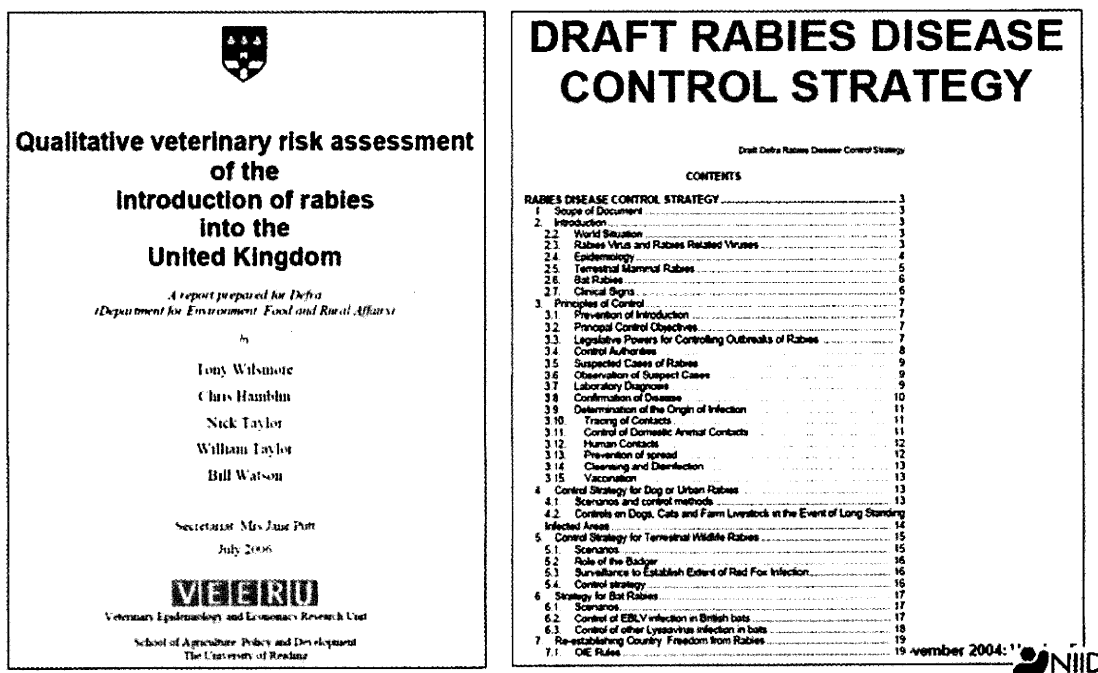 Qualitative veterinary risk assessment
of the
introduction of rabies
into the
United Kingdom
A report prepared for Defra
(Department for Environment Food and Rural Affairs)
by
Tony Wilsmore
Chris Hamblin
Nick Taylor
William Taylor
Bill Watson
Secretariat Mrs Jane Putt
July 2006
VEERU
Veterinary Epidemiology and Economics Research Unit
School of Agriculture Policy and Development
The University of Reading
DRAFT RABIES DISEASE
CONTROL STRATEGY
Draft Defra Rabies Disease Control Strategy
CONTENTS
RABIES DISEASE CONTROL STRATEGY 3
1 Scope of Document 3
2. Introduction 3
2.2. World Situation 3
2.3. Rabies Virus and Rabies Related Viruses 3
2.4. Epidemiology 4
2.5. Terrestrial Mammal Rabies 5
2.6. Bat Rabies 6
2.7. Clinical Signs 6
3. Principles of Control 7
3.1. Prevention of Introduction 7
3.2. Principal Control Objectives 7
3.3. Legislative Powers for Controlling Outbreaks of Rabies 7
3.4. Control Authorities 8
3.5 Suspected Cases of Rabies 9
3.6 Observation of Suspect Cases 9
3.7 Laboratory Diagnosis 9
3.8 Confirmation of Disease 10
3.9. Determination of the Origin of Infection 11
3.10. Tracing of Contacts 11
3.11. Control of Domestic Animal Contacts 11
3.12. Human Contacts 12
3.13. Prevention of spread 12
3.14 Cleansing and Disinfection 13
3.15. Vaccination 13
4 Control Strategy for Dog or Urban Rabies 13
4.1 Scenarios and control methods 13
4.2. Controls on Dogs, Cats and Farm Livestock in the Event of Long Standing
Infected Areas 14
5. Control Strategy for Terrestrial Wildlife Rabies 15
5.1. Scenarios 15
5.2 Role of the Badger 16
5.3 Surveillance to Establish Extent of Red Fox Infection 16
5.4. Control strategy 16
6 Strategy for Bat Rabies 17
6.1 Scenarios 17
6.2. Control of EBLV infection in British bats 17
6.3. Control of other Lyssavirus infection in bats 18
7. Re-establishing Country Freedom from Rabies 19
7.1. OIE Rules 19
vember 2004:
NIID